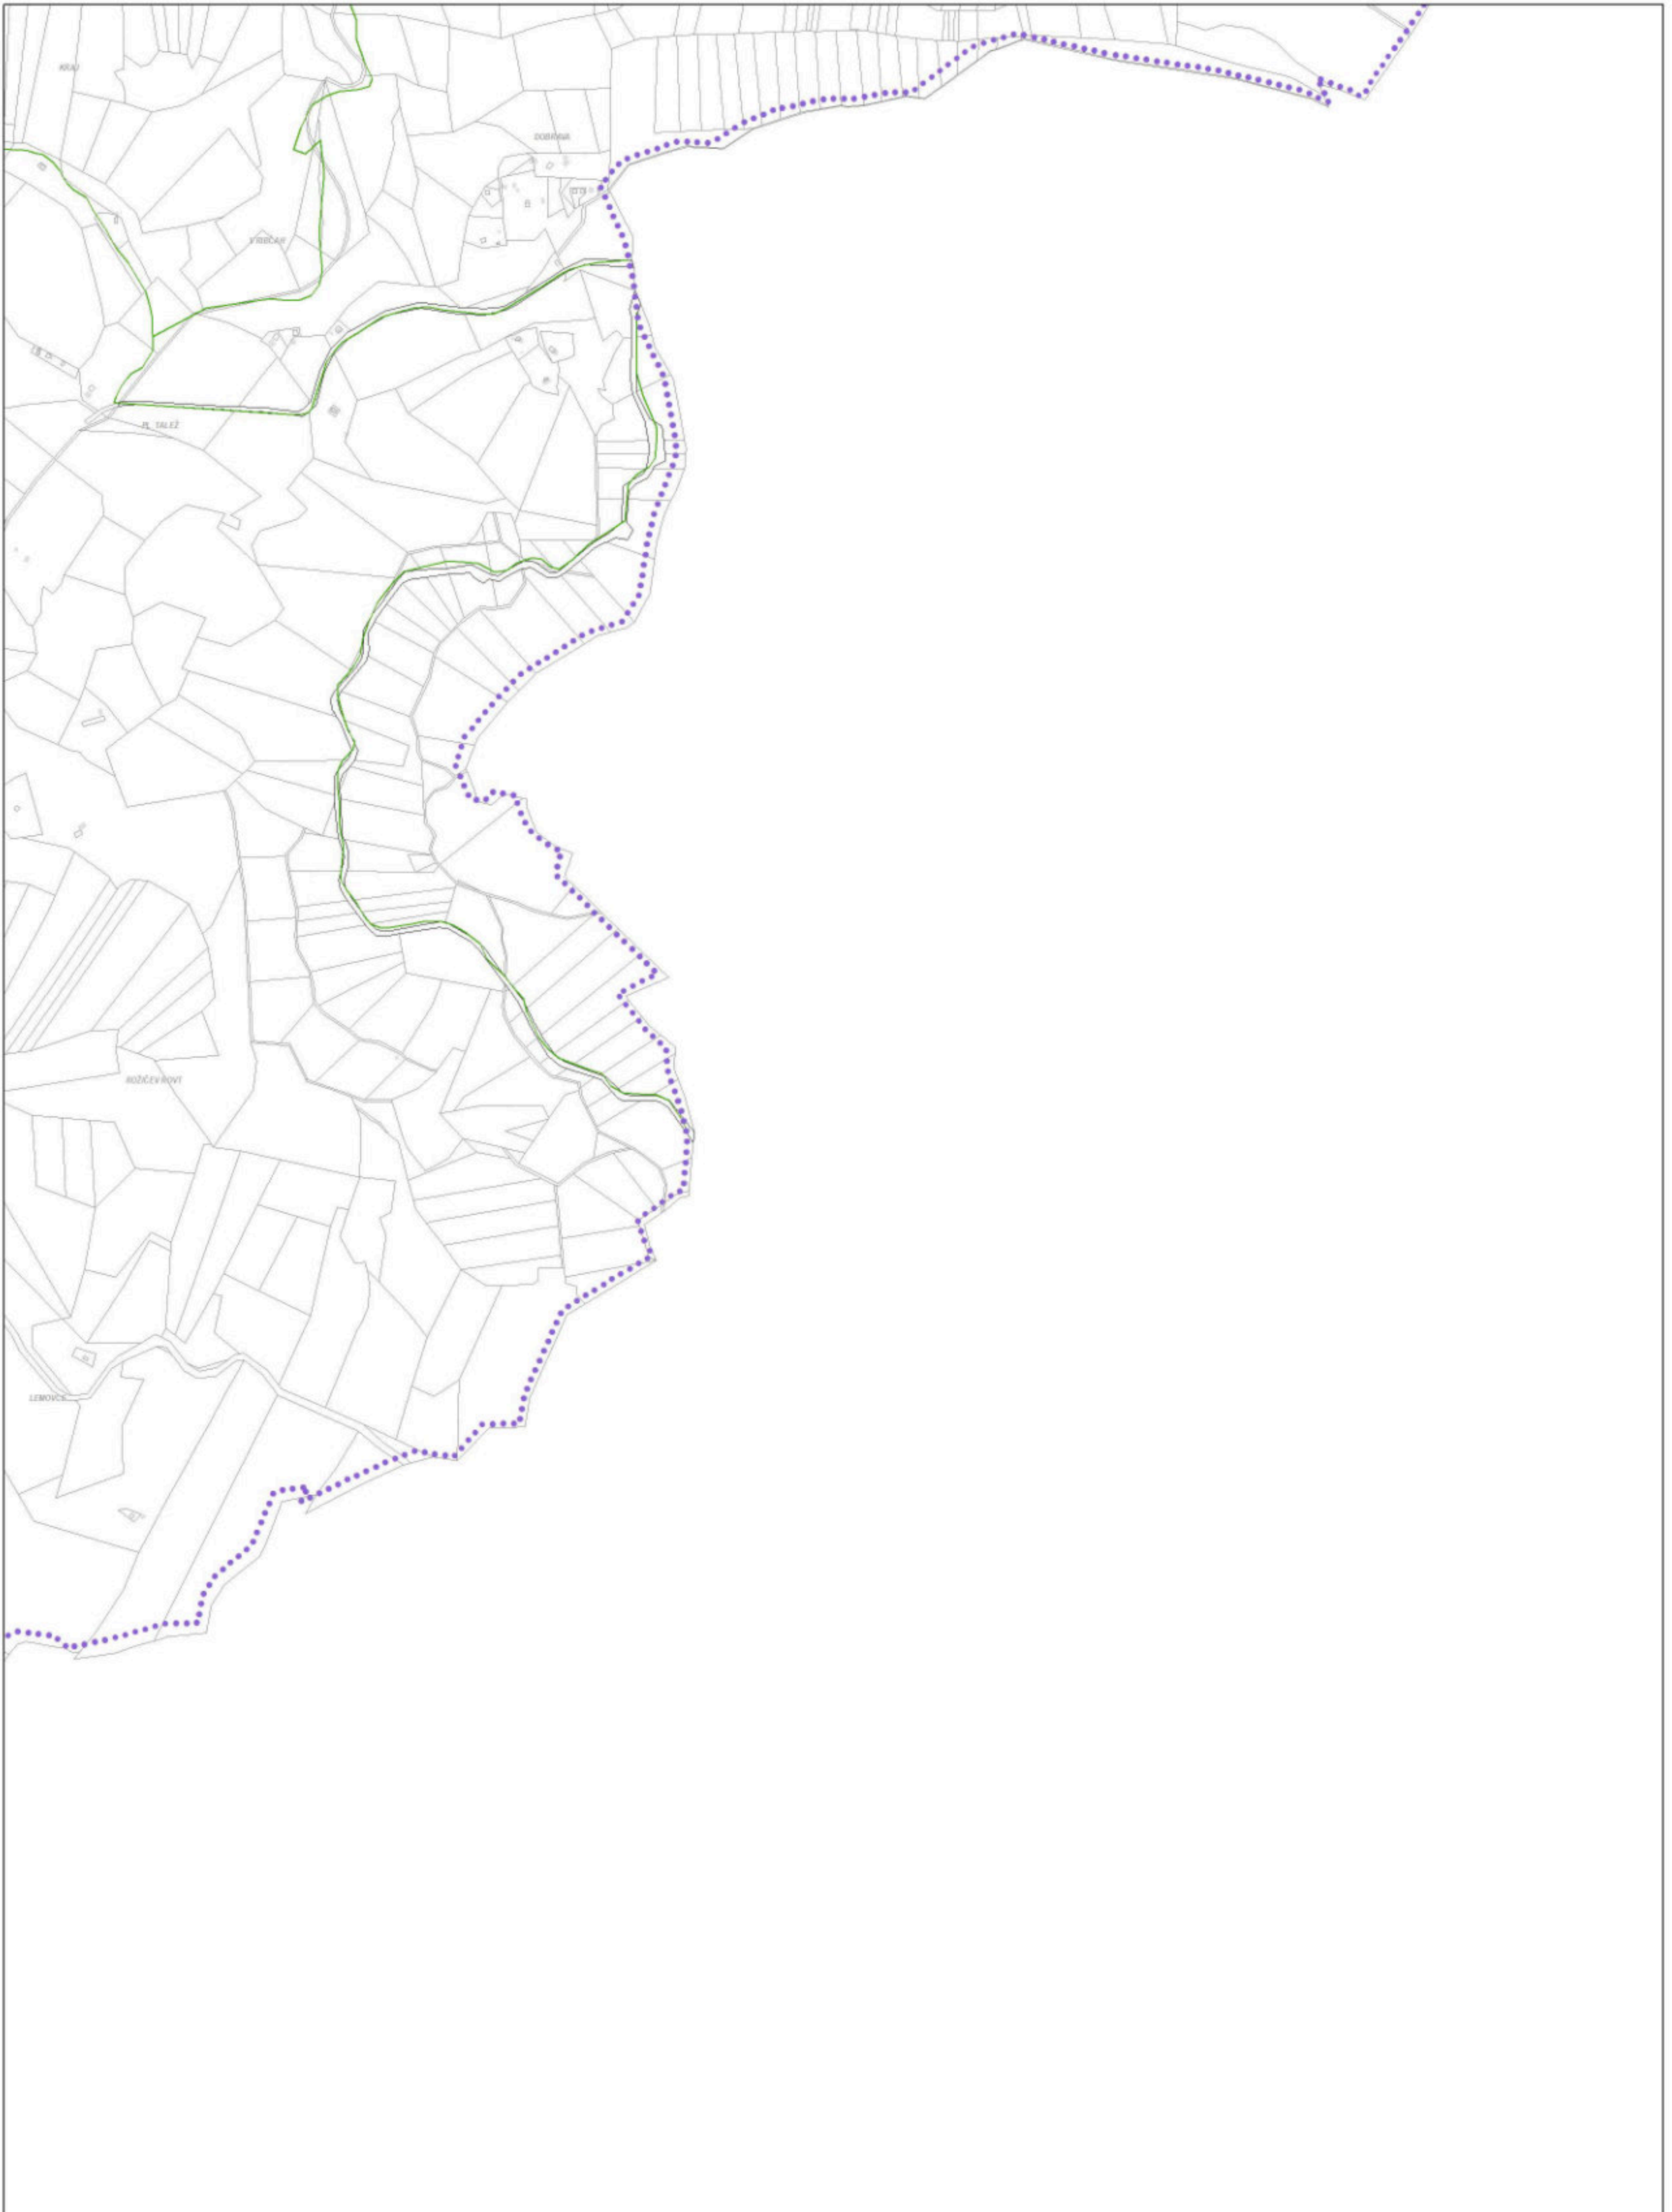 KRAJ
DOBRAVA
V RIBČAH
PL. TALEŽ
ROŽIČEV ROVT
LEMOVCE